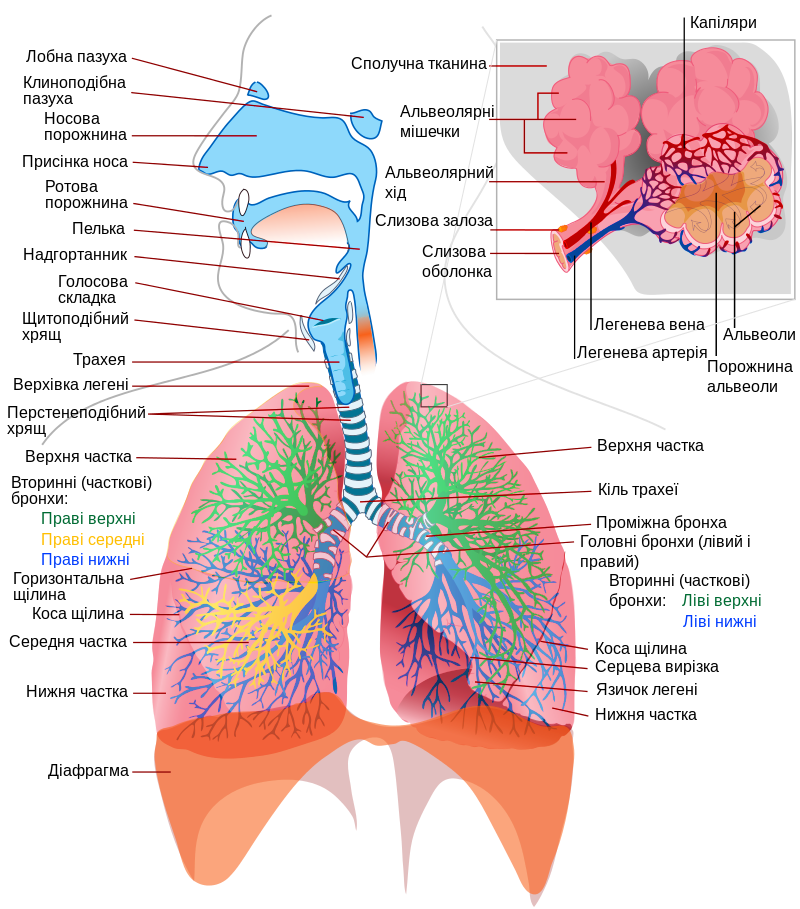 Капіляри
Лобна пазуха
Сполучна тканина
Клиноподібна
пазуха
Альвеолярні
мішечки
Носова
порожнина
Присінка носа
Альвеолярний
хід
Ротова
порожнина
Слизова залоза
Пелька
Слизова
оболонка
Надгортанник
Голосова
складка
Щитоподібний
хрящ
Легенева вена
Альвеоли
Легенева артерія
Порожнина
альвеоли
Трахея
Верхівка легені
Перстенеподібний
хрящ
Верхня частка
Вторинні (часткові)
бронхи:
Праві верхні
Праві середні
Праві нижні
Горизонтальна
щілина
Коса щілина
Середня частка
Нижня частка
Діафрагма
Верхня частка
Кіль трахеї
Проміжна бронха
Головні бронхи (лівий і
правий)
Вторинні (часткові)
бронхи: Ліві верхні
Ліві нижні
Коса щілина
Серцева вирізка
Язичок легені
Нижня частка